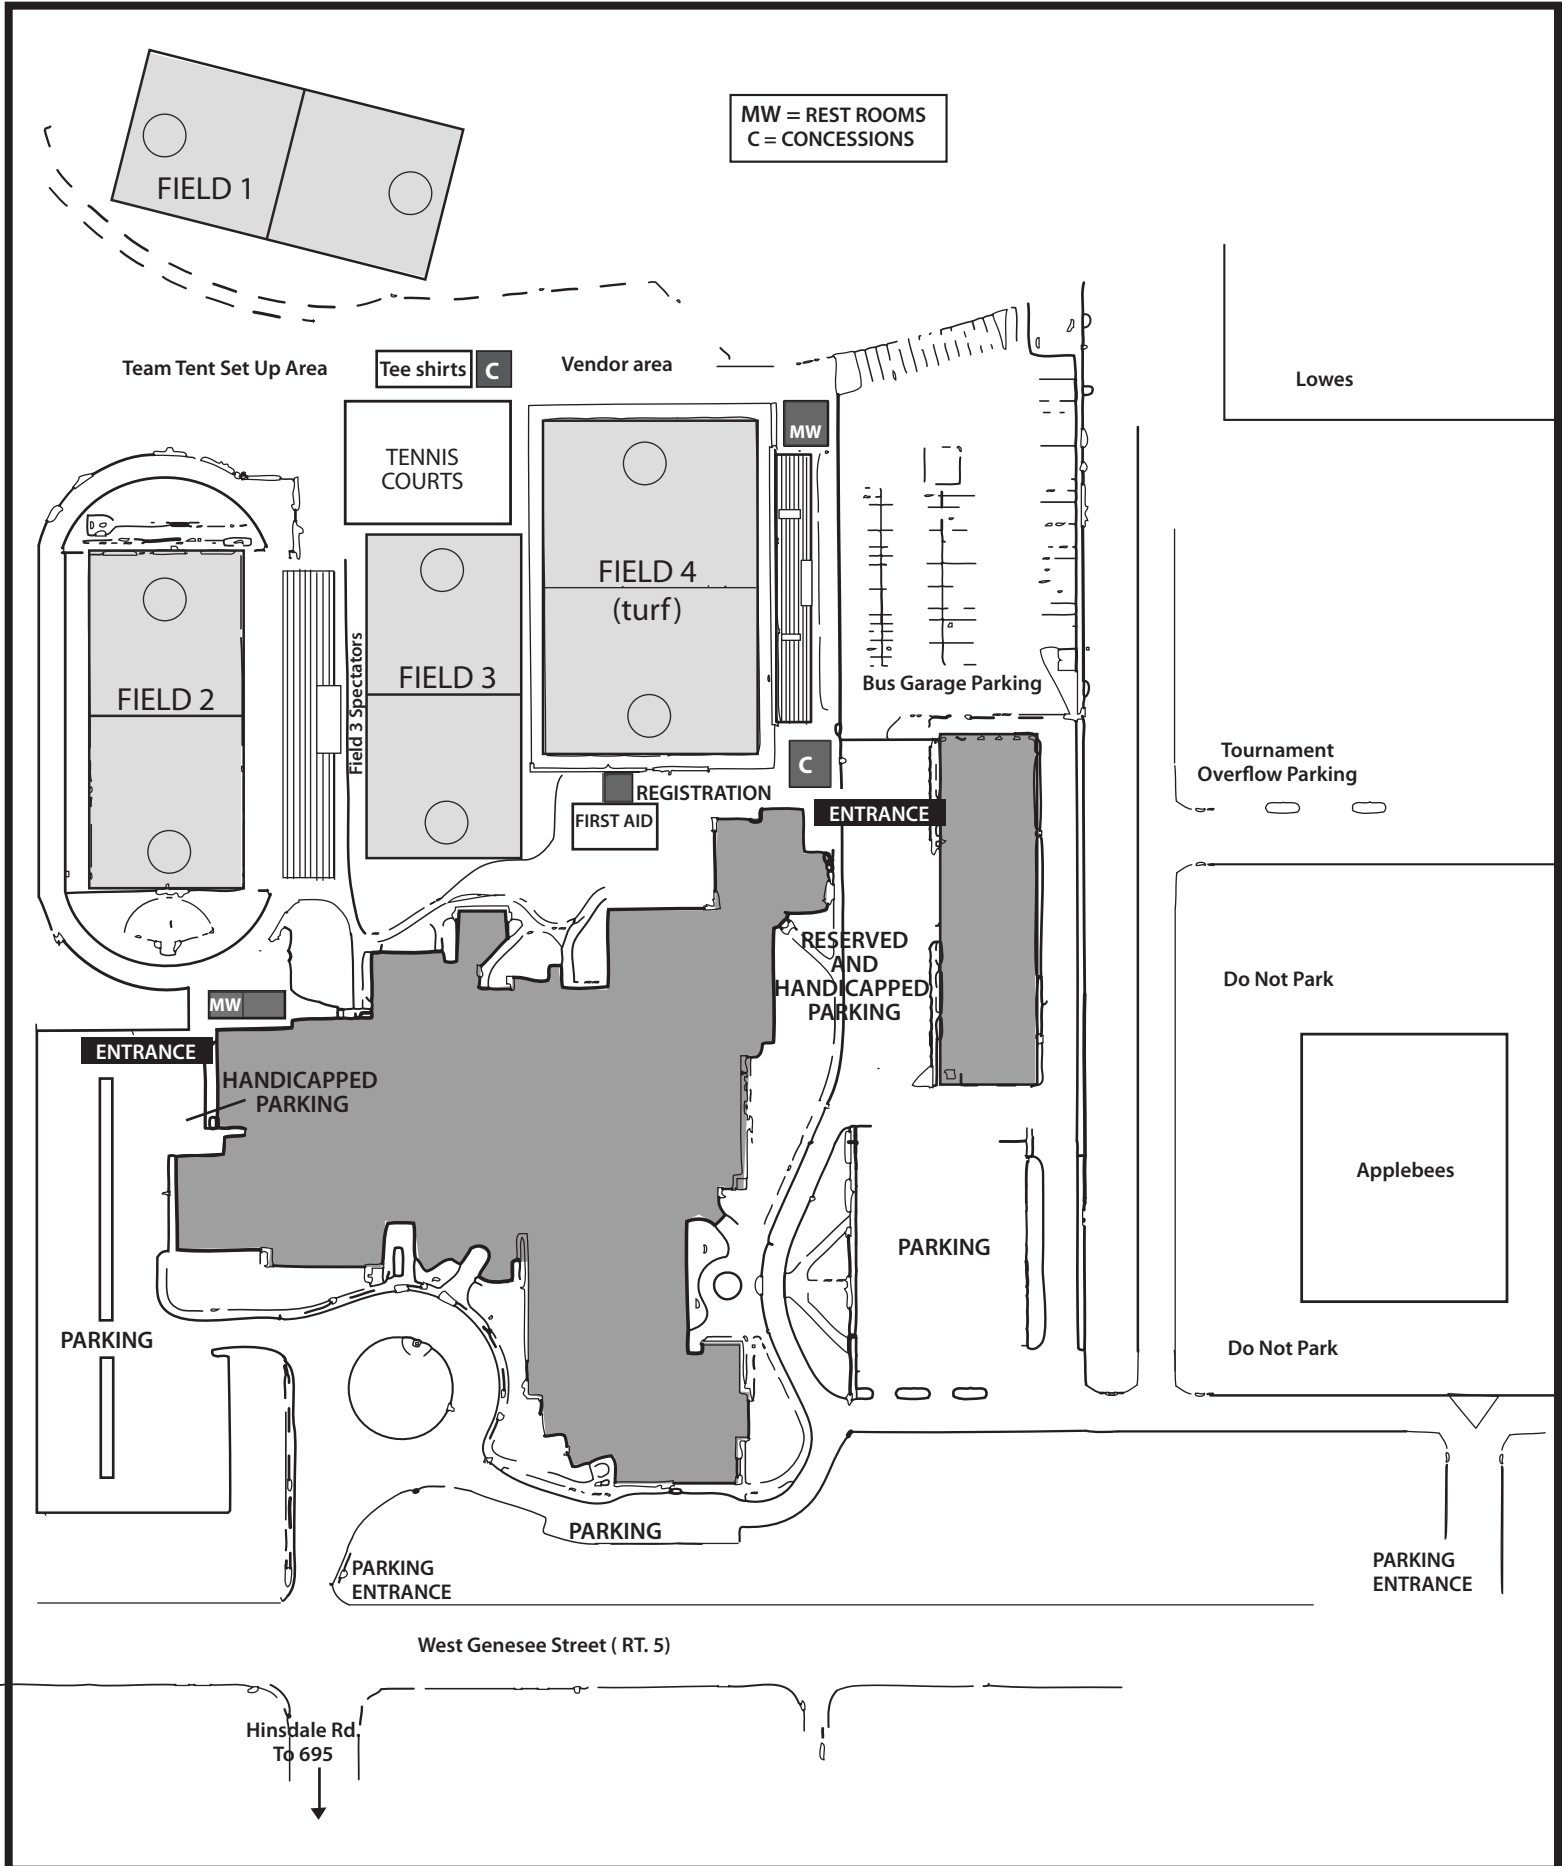 MW = REST ROOMS
C = CONCESSIONS
FIELD 1
Team Tent Set Up Area
Tee shirts
C
Vendor area
Lowes
MW
TENNIS
COURTS
FIELD 4
(turf)
FIELD 2
Field 3 Spectators
FIELD 3
Bus Garage Parking
Tournament
Overflow Parking
C
REGISTRATION
FIRST AID
ENTRANCE
RESERVED
AND
HANDICAPPED
PARKING
Do Not Park
MW
ENTRANCE
HANDICAPPED
PARKING
Applebees
PARKING
PARKING
Do Not Park
PARKING
PARKING
ENTRANCE
PARKING
ENTRANCE
West Genesee Street ( RT. 5)
Hinsdale Rd.
To 695